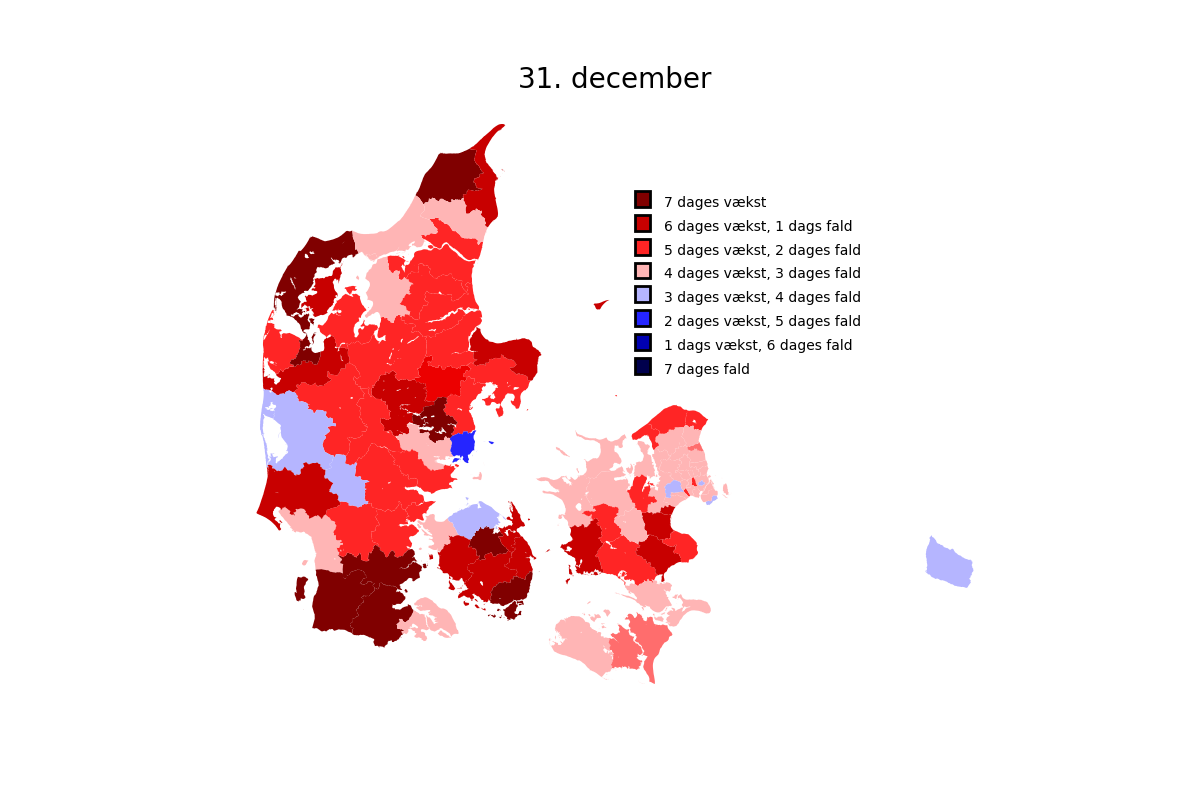 31. december
7 dages vækst
6 dages vækst, 1 dags fald
5 dages vækst, 2 dages fald
4 dages vækst, 3 dages fald
3 dages vækst, 4 dages fald
2 dages vækst, 5 dages fald
1 dags vækst, 6 dages fald
7 dages fald